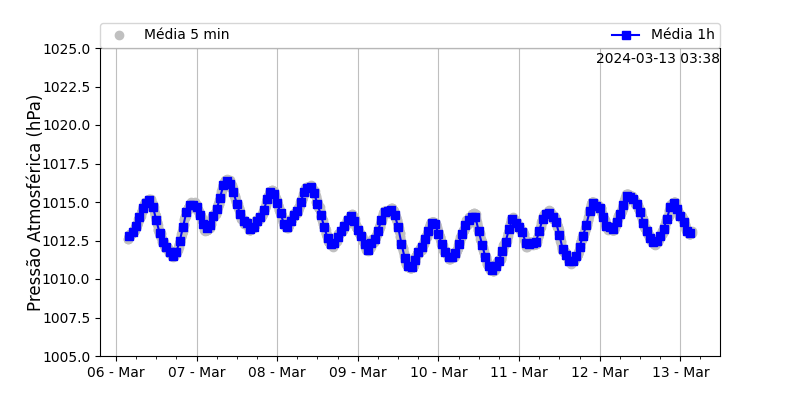 Média 5 min
Média 1h
2024-03-13 03:38
Pressão Atmosférica (hPa)
1025.0
1022.5
1020.0
1017.5
1015.0
1012.5
1010.0
1007.5
1005.0
06 - Mar
07 - Mar
08 - Mar
09 - Mar
10 - Mar
11 - Mar
12 - Mar
13 - Mar